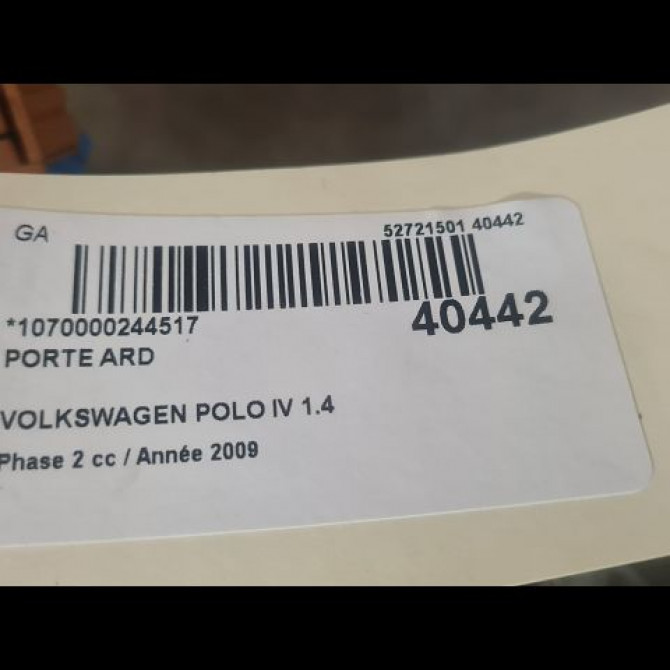 GA
52721501 40442
*1070000244517
40442
PORTE ARD
VOLKSWAGEN POLO IV 1.4
Phase 2 cc / Année 2009